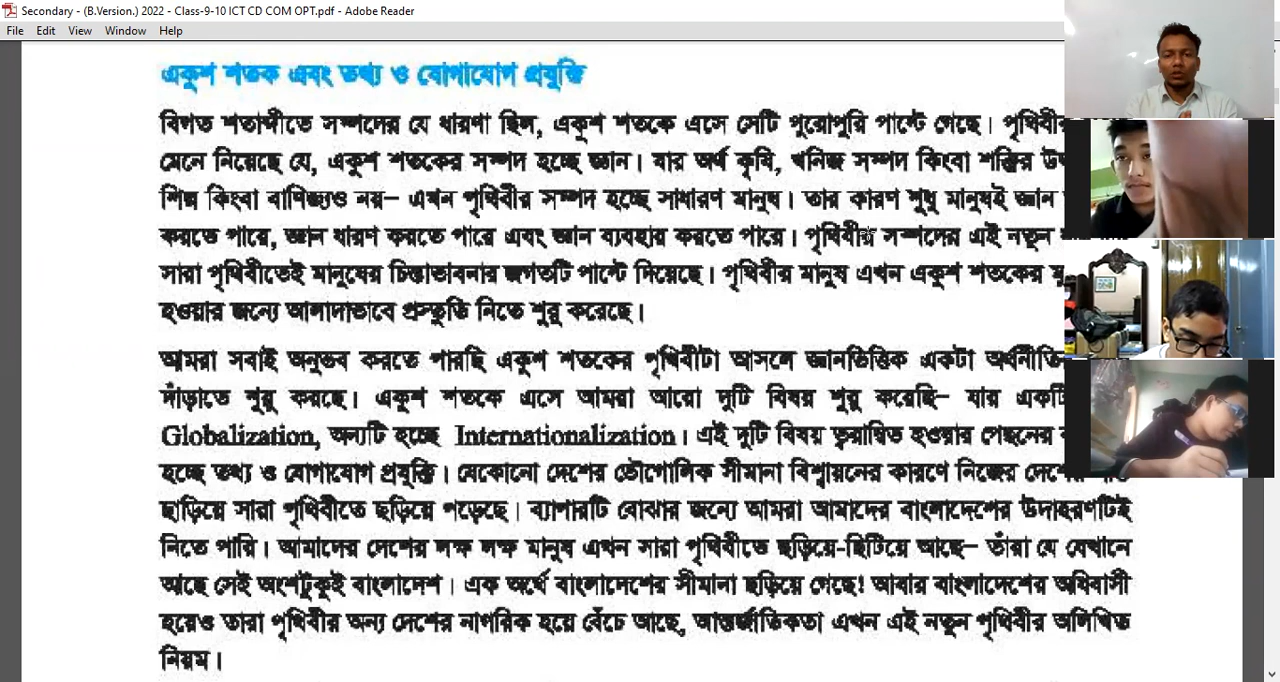 Secondary - (B.Version.) 2022 - Class-9-10 ICT CD COM OPT.pdf - Adobe Reader
File Edit View Window Help
একুশ শতক এবং তথ্য ও যোগাযোগ প্রযুক্তি
বিগত শতাব্দীতে সম্পদের যে ধারণা ছিল, একুশ শতকে এসে সেটি পুরোপুরি পাল্টে গেছে। পৃথিবীর
মেনে নিয়েছে যে, একুশ শতকের সম্পদ হচ্ছে জ্ঞান। যার অর্থ কৃষি, খনিজ সম্পদ কিংবা শক্তির
শিল্প কিংবা বাণিজ্যও নয়– এখন পৃথিবীর সম্পদ হচ্ছে সাধারণ মানুষ। তার কারণ শুধু মানুষই জ্ঞান
করতে পারে, জ্ঞান ধারণ করতে পারে এবং জ্ঞান ব্যবহার করতে পারে। পৃথিবীর সম্পদের এই নতুন
সারা পৃথিবীতেই মানুষের চিন্তাভাবনার জগতটি পাল্টে দিয়েছে। পৃথিবীর মানুষ এখন একুশ শতকের
হওয়ার জন্যে আলাদাভাবে প্রস্তুতি নিতে শুরু করেছে।
আমরা সবাই অনুভব করতে পারছি একুশ শতকের পৃথিবীটা আসলে জ্ঞানভিত্তিক একটা
দাঁড়াতে শুরু করছে। একুশ শতকে এসে আমরা আরো দুটি বিষয় শুরু করেছি– যার
Globalization, অন্যটি হচ্ছে Internationalization। এই দুটি বিষয় ত্বরান্বিত হওয়ার পেছনের
হচ্ছে তথ্য ও যোগাযোগ প্রযুক্তি। যেকোনো দেশের ভৌগোলিক সীমানা বিশ্বায়নের কারণে নিজের
ছাড়িয়ে সারা পৃথিবীতে ছড়িয়ে পড়েছে। ব্যাপারটি বোঝার জন্যে আমরা আমাদের বাংলাদেশের উদাহরণটিই
নিতে পারি। আমাদের দেশের লক্ষ লক্ষ মানুষ এখন সারা পৃথিবীতে ছড়িয়ে-ছিটিয়ে আছে– তাঁরা যে যেখানে
আছে সেই অংশটুকুই বাংলাদেশ। এক অর্থে বাংলাদেশের সীমানা ছড়িয়ে গেছে! আবার বাংলাদেশের অধিবাসী
হয়েও তারা পৃথিবীর অন্য দেশের নাগরিক হয়ে বেঁচে আছে, আন্তর্জাতিকতা এখন এই নতুন পৃথিবীর অলিখিত
নিয়ম।